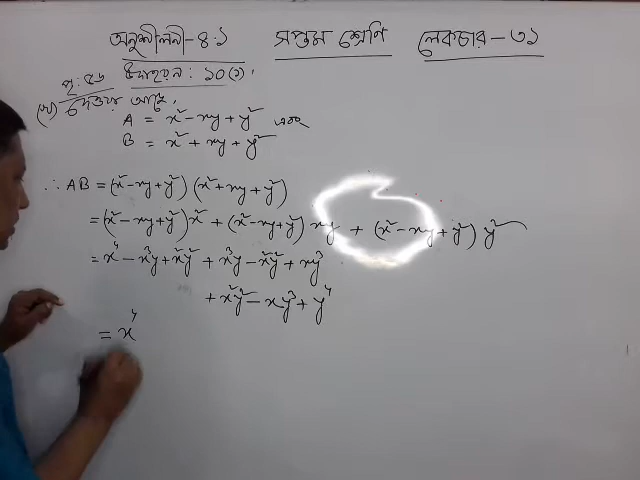 অনুশীলনী-৪.১ সপ্তম শ্রেণি লেকচার-৩১
পৃ: ৫৬ উদাহরণ: ১০(২).
(খ) দেওয়া আছে,
A = x² - xy + y² এবং
B = x² + xy + y²
∴ AB = (x² - xy + y²) (x² + xy + y²)
= (x² - xy + y²) x² + (x² - xy + y²) xy + (x² - xy + y²) y²
= x⁴ - x³y + x²y² + x³y - x²y² + xy³
+ x²y² - xy³ + y⁴
= x⁴